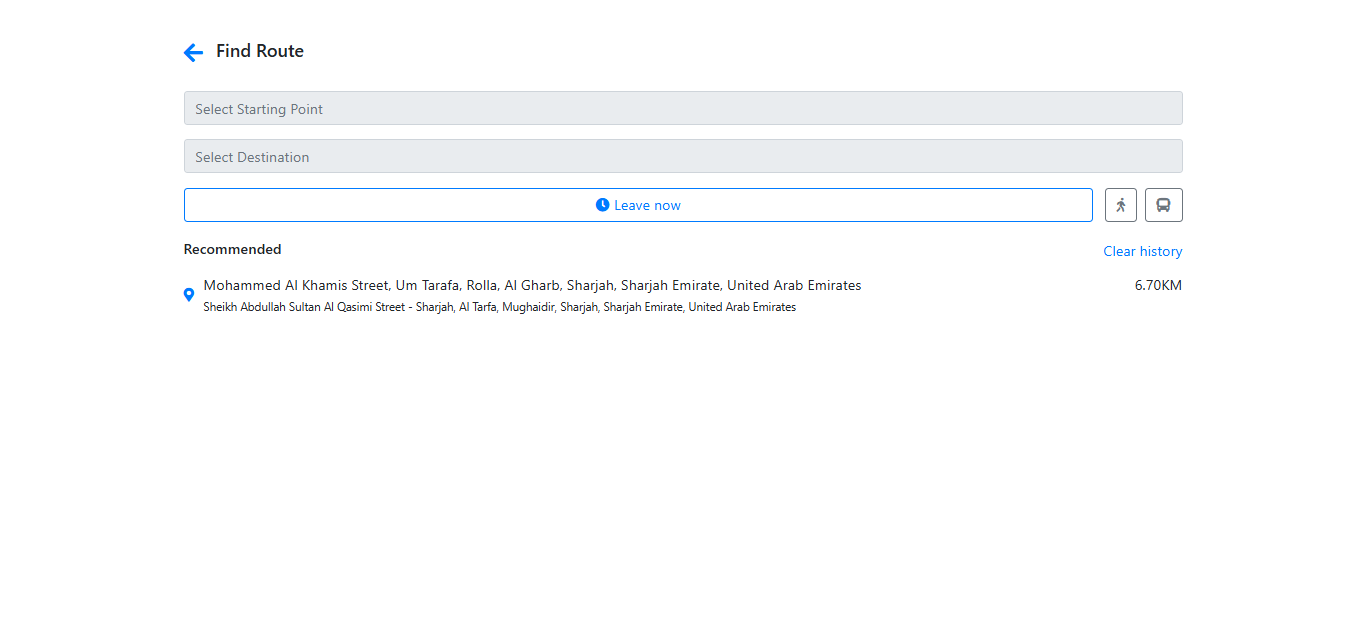 Find Route
Select Starting Point
Select Destination
Leave now
Recommended
Clear history
Mohammed Al Khamis Street, Um Tarafa, Rolla, Al Gharb, Sharjah, Sharjah Emirate, United Arab Emirates
6.70KM
Sheikh Abdullah Sultan Al Qasimi Street - Sharjah, Al Tarfa, Mughaidir, Sharjah, Sharjah Emirate, United Arab Emirates